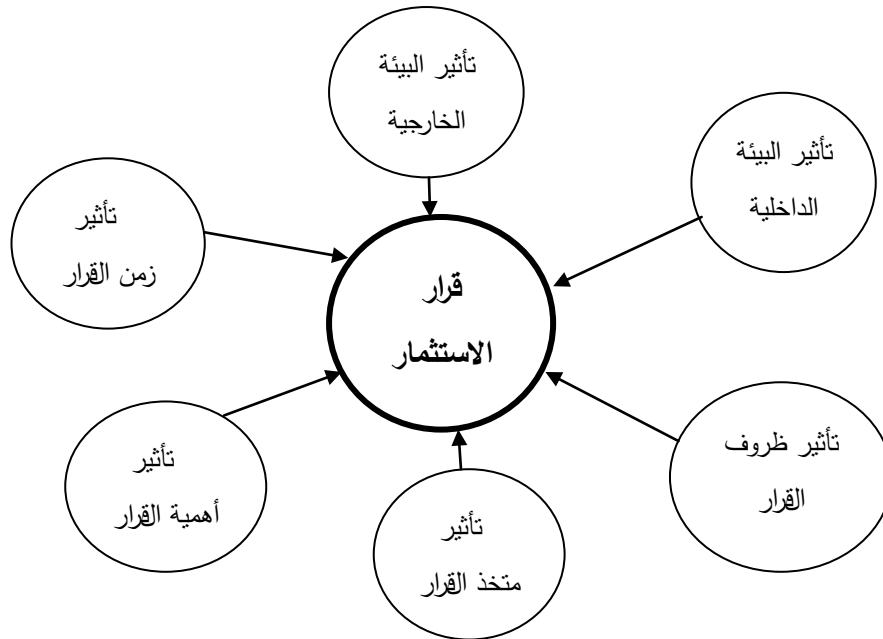 تأثير البيئة
الخارجية
تأثير البيئة
الداخلية
تأثير
زمن القرار
قرار
الاستثمار
تأثير ظروف
القرار
تأثير
أهمية القرار
تأثير
متخذ القرار